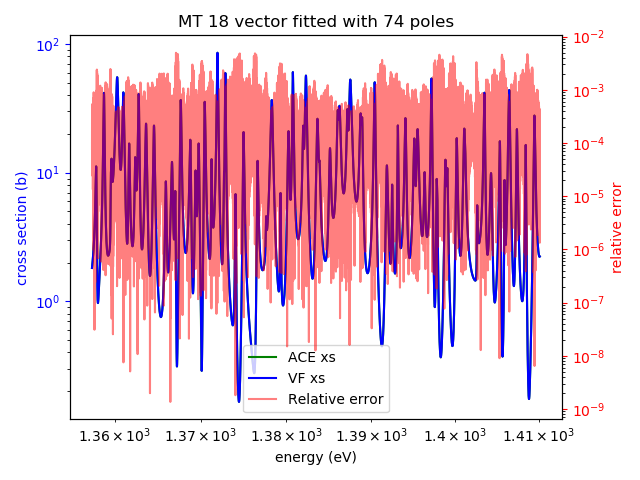 MT 18 vector fitted with 74 poles
10²
10¹
10⁰
cross section (b)
10⁻²
10⁻³
10⁻⁴
10⁻⁵
10⁻⁶
10⁻⁷
10⁻⁸
10⁻⁹
relative error
ACE xs
VF xs
Relative error
1.36 × 10³ 1.37 × 10³ 1.38 × 10³ 1.39 × 10³ 1.4 × 10³ 1.41 × 10³
energy (eV)